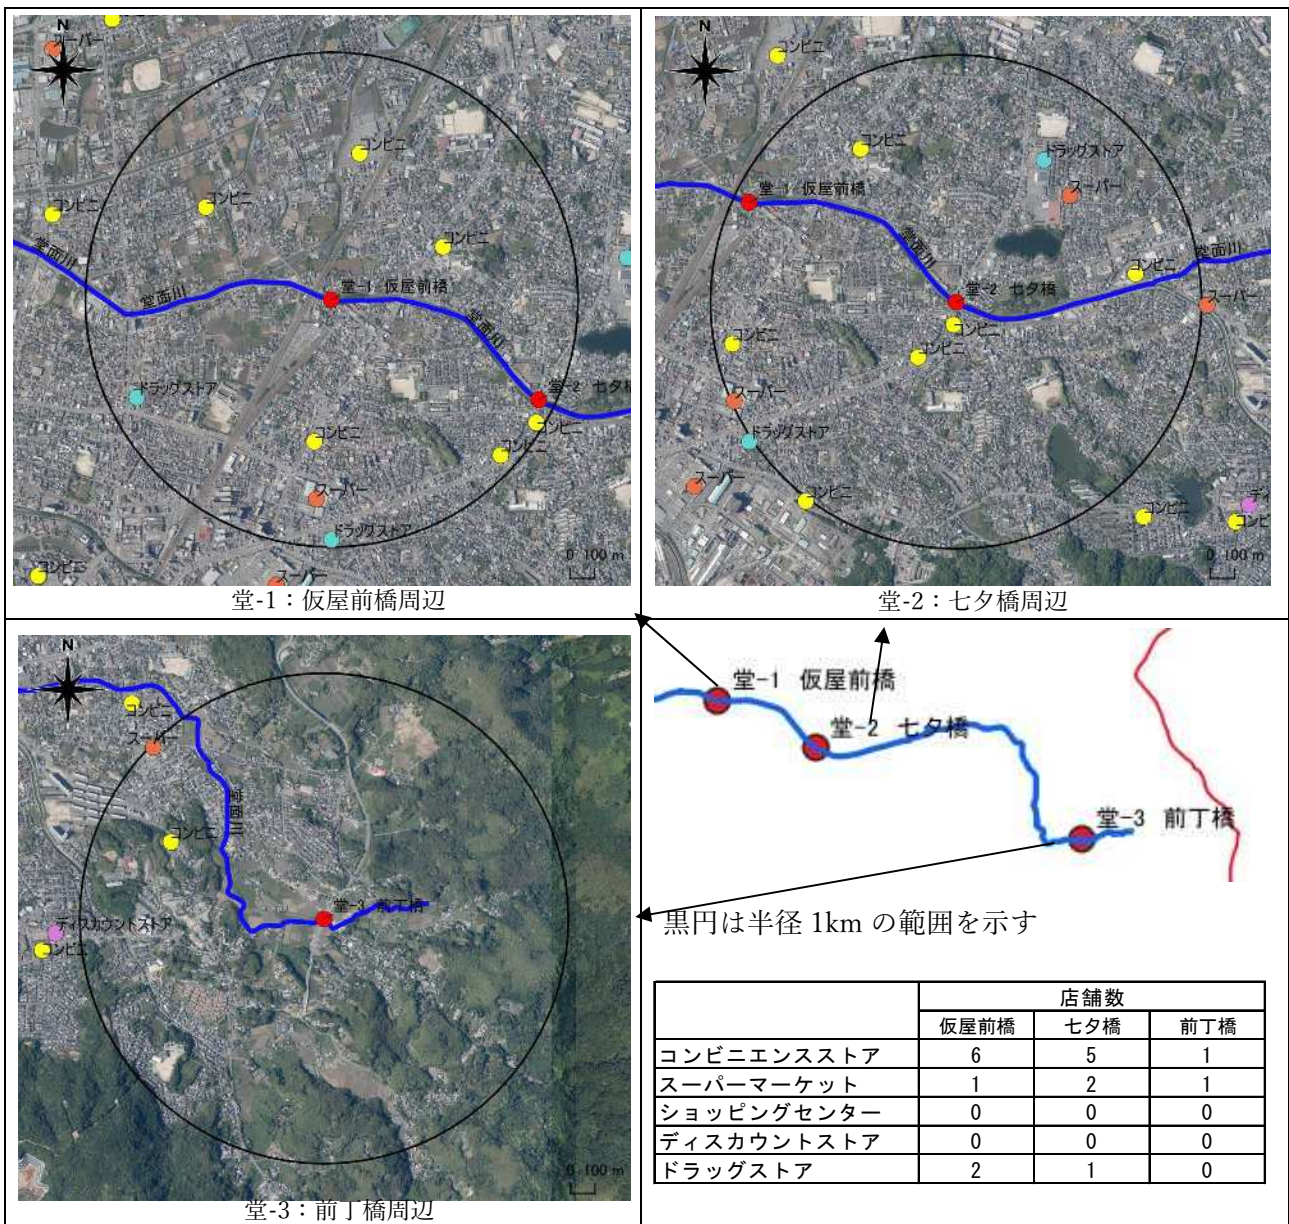 N
スーパー
コンビニ
コンビニ
コンビニ
コンビニ
堂面川
堂面川
堂-1 仮屋前橋
堂面川
ドラッグストア
堂-2 七夕橋
コンビニ
コンビニ
コンビニ
スーパー
ドラッグストア
コンビニ
スーパー
0 100 m
堂-1：仮屋前橋周辺
N
コンビニ
コンビニ
ドラッグストア
堂-1 仮屋前橋
スーパー
堂面川
堂面川
コンビニ
堂-2 七夕橋
スーパー
コンビニ
コンビニ
コンビニ
スーパー
ドラッグストア
スーパー
コンビニ
コンビニ
ディ
コンビ
0 100 m
堂-2：七夕橋周辺
N
コンビニ
スーパー
堂面川
コンビニ
堂-3 前丁橋
ディスカウントストア
コンビニ
0 100 m
堂-3：前丁橋周辺
堂-1 仮屋前橋
堂-2 七夕橋
堂-3 前丁橋
黒円は半径 1km の範囲を示す
店舗数
仮屋前橋 七夕橋 前丁橋
コンビニエンスストア 6 5 1
スーパーマーケット 1 2 1
ショッピングセンター 0 0 0
ディスカウントストア 0 0 0
ドラッグストア 2 1 0